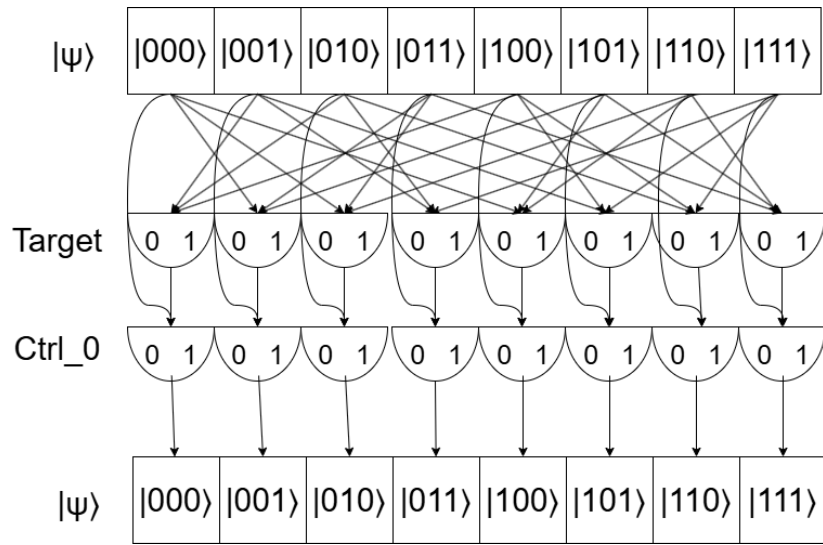 |ψ⟩ |000⟩ |001⟩ |010⟩ |011⟩ |100⟩ |101⟩ |110⟩ |111⟩
Target 0 1 0 1 0 1 0 1 0 1 0 1 0 1 0 1
Ctrl_0 0 1 0 1 0 1 0 1 0 1 0 1 0 1 0 1
|ψ⟩ |000⟩ |001⟩ |010⟩ |011⟩ |100⟩ |101⟩ |110⟩ |111⟩